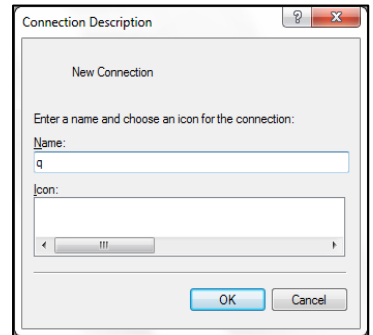 Connection Description
New Connection
Enter a name and choose an icon for the connection:
Name:
q
Icon:
OK
Cancel